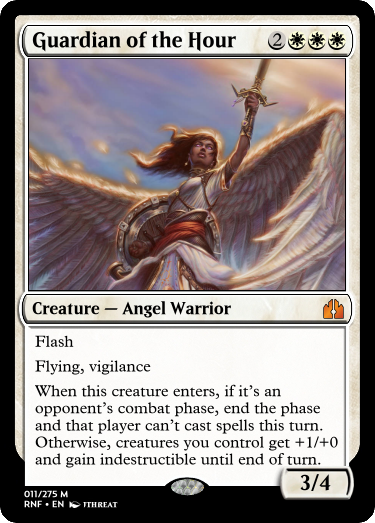 Guardian of the Hour 2
Creature — Angel Warrior
Flash
Flying, vigilance
When this creature enters, if it's an
opponent's combat phase, end the phase
and that player can't cast spells this turn.
Otherwise, creatures you control get +1/+0
and gain indestructible until end of turn.
3/4
011/275 M
RNF • EN JTHREAT